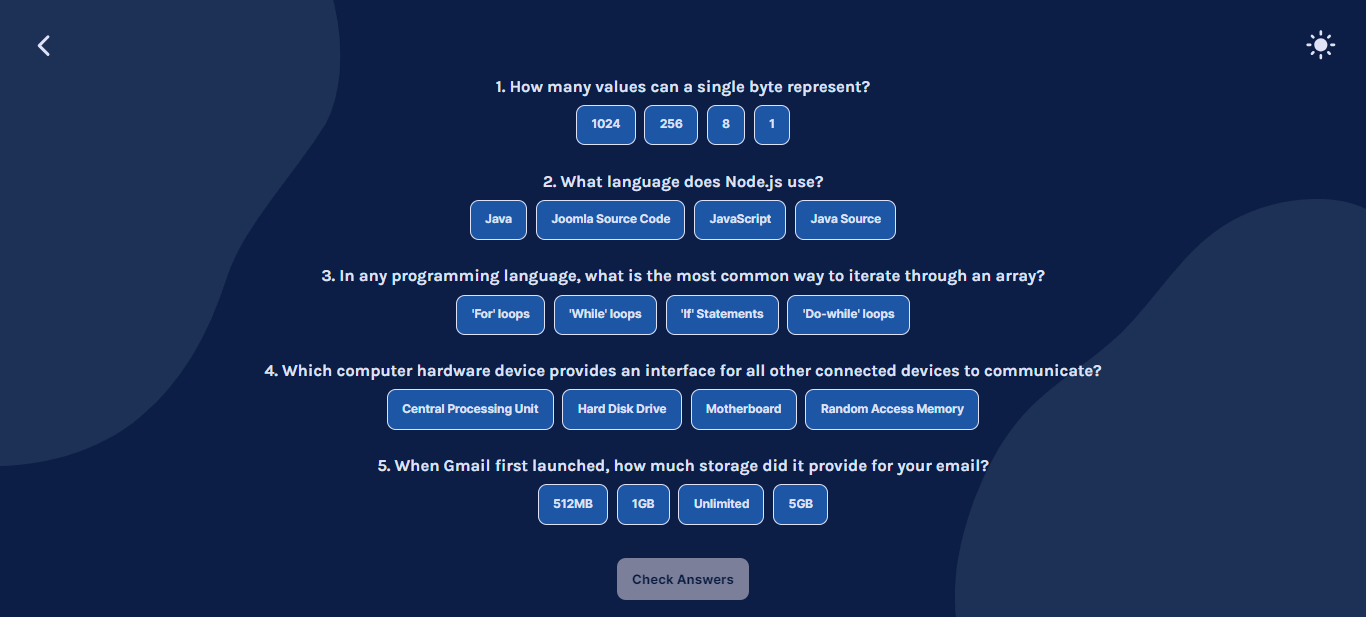 1. How many values can a single byte represent?
1024 256 8 1
2. What language does Node.js use?
Java Joomla Source Code JavaScript Java Source
3. In any programming language, what is the most common way to iterate through an array?
'For' loops 'While' loops 'If' Statements 'Do-while' loops
4. Which computer hardware device provides an interface for all other connected devices to communicate?
Central Processing Unit Hard Disk Drive Motherboard Random Access Memory
5. When Gmail first launched, how much storage did it provide for your email?
512MB 1GB Unlimited 5GB
Check Answers